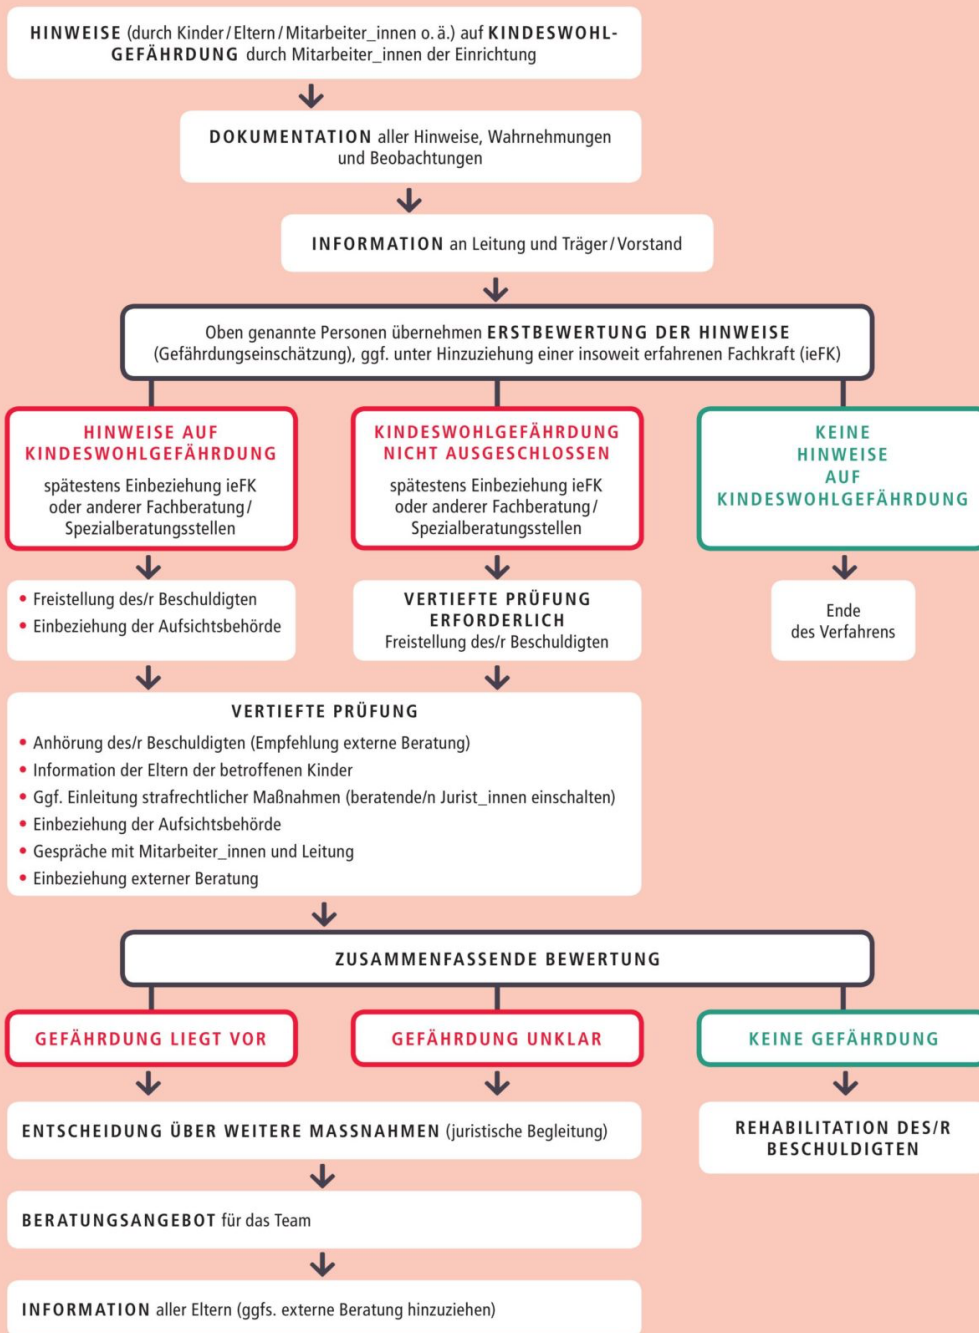 HINWEISE (durch Kinder/Eltern/Mitarbeiter_innen o. ä.) auf KINDESWOHL-
GEFÄHRDUNG durch Mitarbeiter_innen der Einrichtung
DOKUMENTATION aller Hinweise, Wahrnehmungen
und Beobachtungen
INFORMATION an Leitung und Träger/Vorstand
Oben genannte Personen übernehmen ERSTBEWERTUNG DER HINWEISE
(Gefährdungseinschätzung), ggf. unter Hinzuziehung einer insoweit erfahrenen Fachkraft (ieFK)
HINWEISE AUF
KINDESWOHLGEFÄHRDUNG
spätestens Einbeziehung ieFK
oder anderer Fachberatung/
Spezialberatungsstellen
KINDESWOHLGEFÄHRDUNG
NICHT AUSGESCHLOSSEN
spätestens Einbeziehung ieFK
oder anderer Fachberatung/
Spezialberatungsstellen
KEINE
HINWEISE
AUF
KINDESWOHLGEFÄHRDUNG
• Freistellung des/r Beschuldigten
• Einbeziehung der Aufsichtsbehörde
VERTIEFTE PRÜFUNG
ERFORDERLICH
Freistellung des/r Beschuldigten
Ende
des Verfahrens
VERTIEFTE PRÜFUNG
• Anhörung des/r Beschuldigten (Empfehlung externe Beratung)
• Information der Eltern der betroffenen Kinder
• Ggf. Einleitung strafrechtlicher Maßnahmen (beratende/n Jurist_innen einschalten)
• Einbeziehung der Aufsichtsbehörde
• Gespräche mit Mitarbeiter_innen und Leitung
• Einbeziehung externer Beratung
ZUSAMMENFASSENDE BEWERTUNG
GEFÄHRDUNG LIEGT VOR
GEFÄHRDUNG UNKLAR
KEINE GEFÄHRDUNG
ENTSCHEIDUNG ÜBER WEITERE MASSNAHMEN (juristische Begleitung)
REHABILITATION DES/R
BESCHULDIGTEN
BERATUNGSANGEBOT für das Team
INFORMATION aller Eltern (ggfs. externe Beratung hinzuziehen)